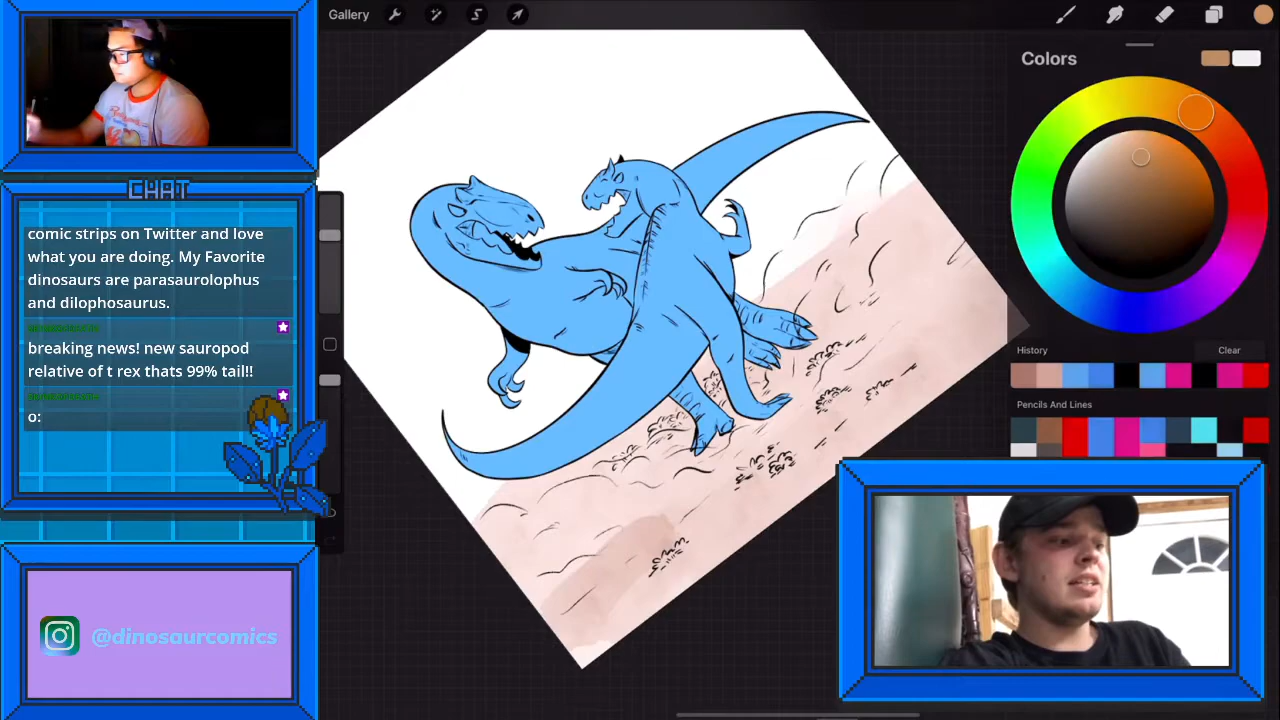 Gallery
Colors
CHAT
comic strips on Twitter and love
what you are doing. My Favorite
dinosaurs are parasaurolophus
and dilophosaurus.
breaking news! new sauropod
relative of t rex thats 99% tail!!
o:
History
Clear
Pencils And Lines
@dinosaurcomics